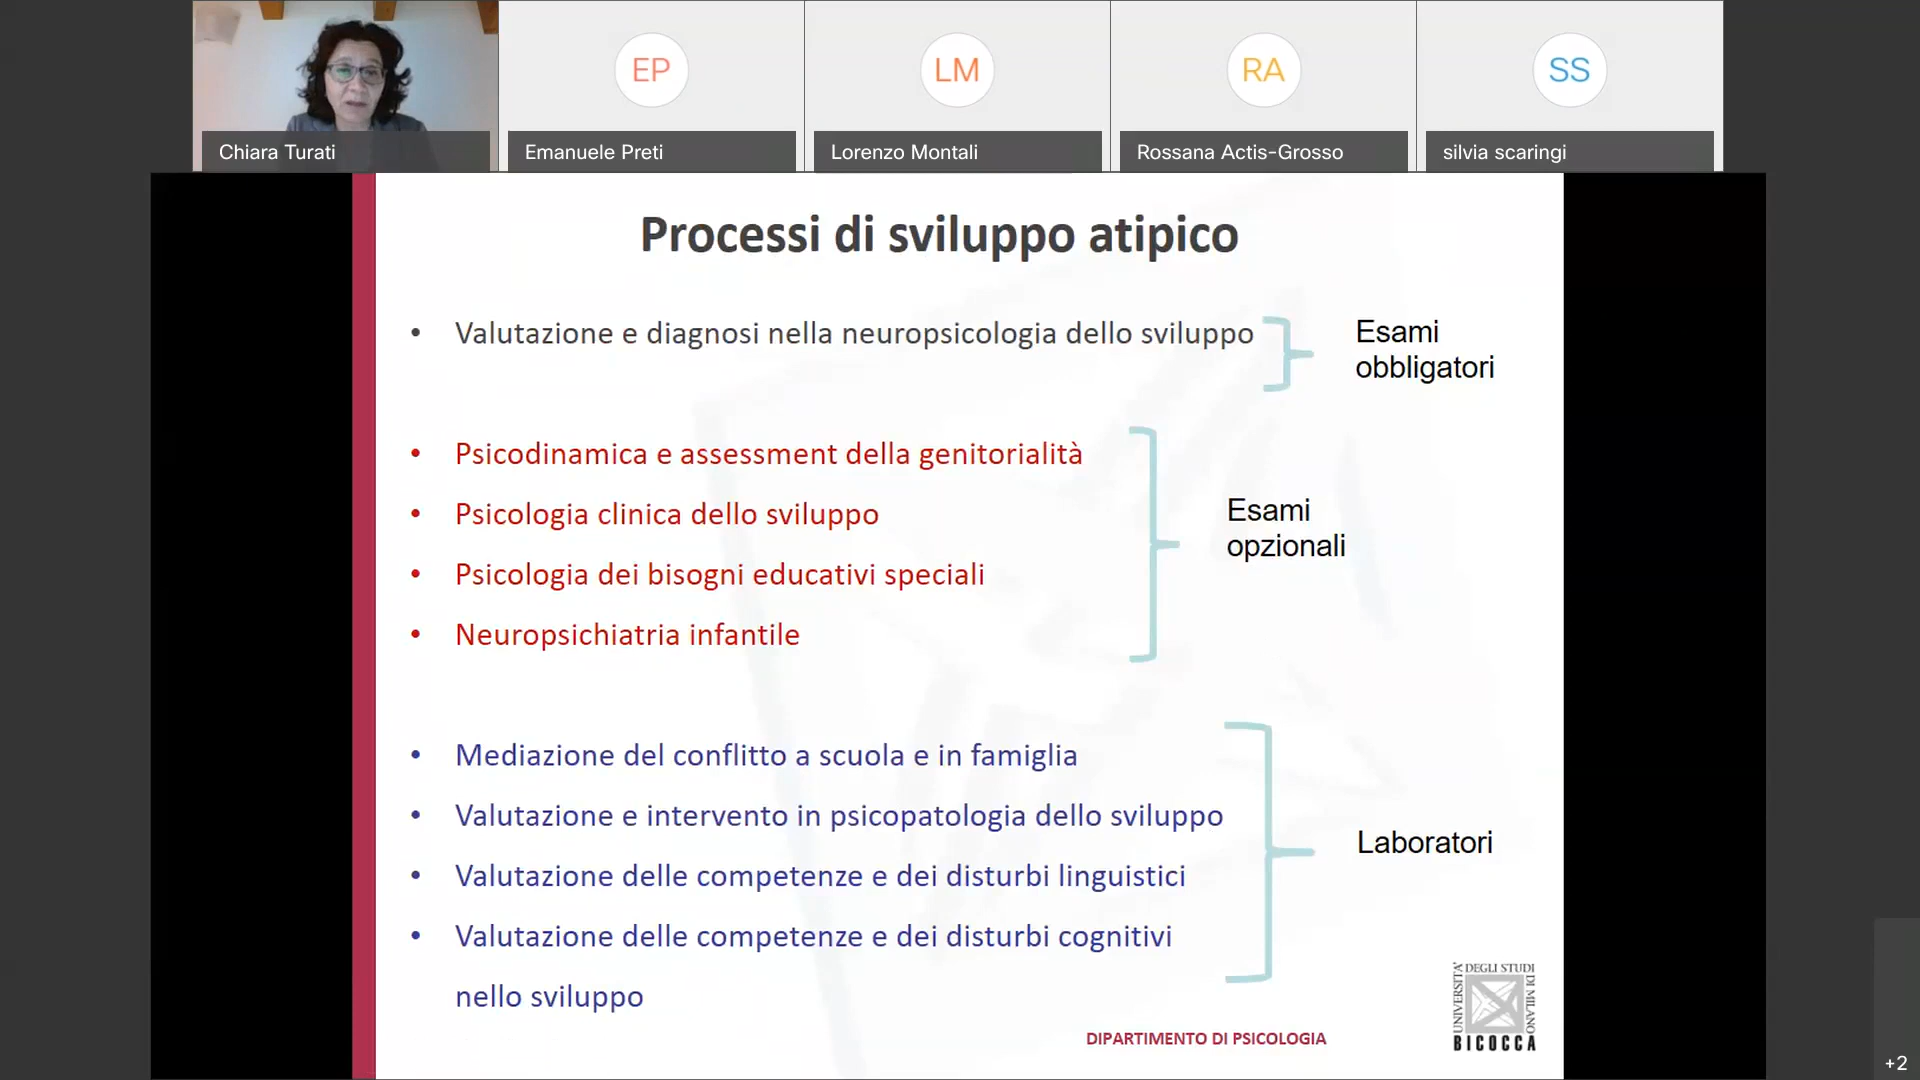 EP
LM
RA
SS
Chiara Turati
Emanuele Preti
Lorenzo Montali
Rossana Actis-Grosso
silvia scaringi
Processi di sviluppo atipico
• Valutazione e diagnosi nella neuropsicologia dello sviluppo
Esami
obbligatori
• Psicodinamica e assessment della genitorialità
• Psicologia clinica dello sviluppo
• Psicologia dei bisogni educativi speciali
• Neuropsichiatria infantile
Esami
opzionali
• Mediazione del conflitto a scuola e in famiglia
• Valutazione e intervento in psicopatologia dello sviluppo
• Valutazione delle competenze e dei disturbi linguistici
• Valutazione delle competenze e dei disturbi cognitivi
nello sviluppo
Laboratori
DIPARTIMENTO DI PSICOLOGIA
UNIVERSITA'
DEGLI STUDI
DI MILANO
BICOCCA
+2